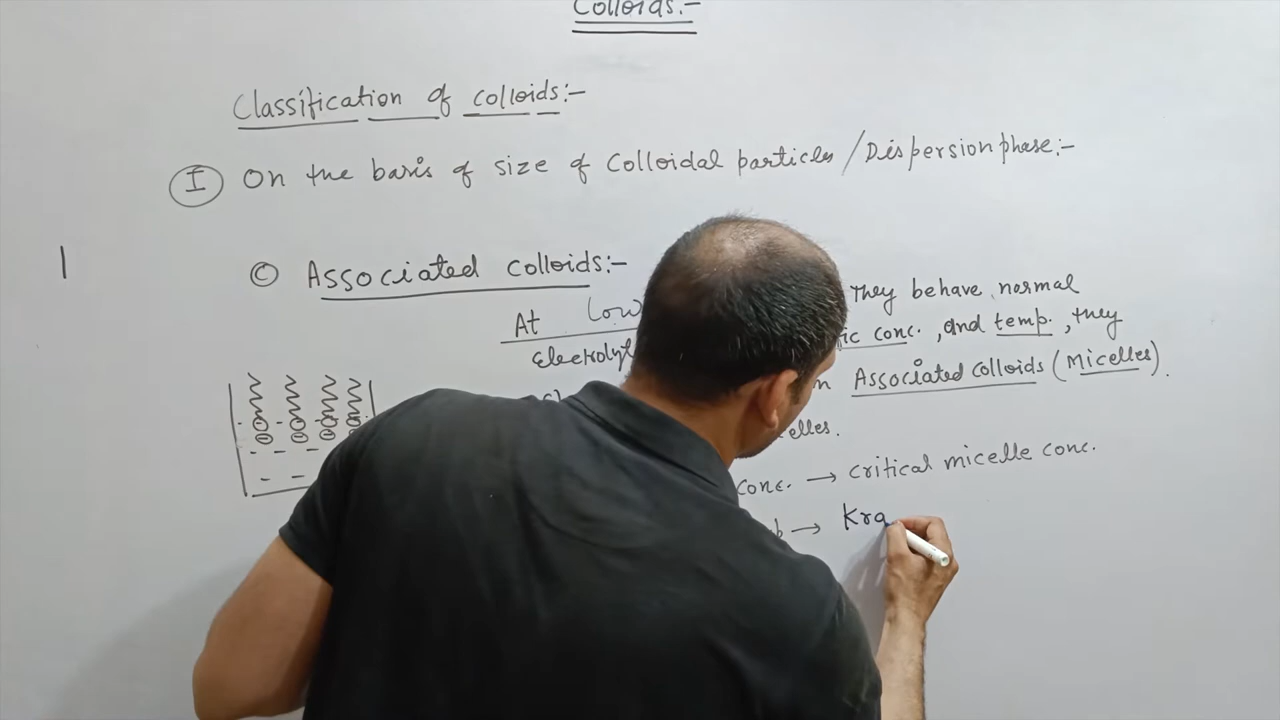 Colloids:-
Classification of colloids:-
I On the basis of size of Colloidal particles / Dispersion phase:-
© Associated colloids:-
At low They behave normal
Electroly ic conc. , and temp. , they
n Associated colloids (Micelles).
elles.
conc. → critical micelle conc.
→ Kra